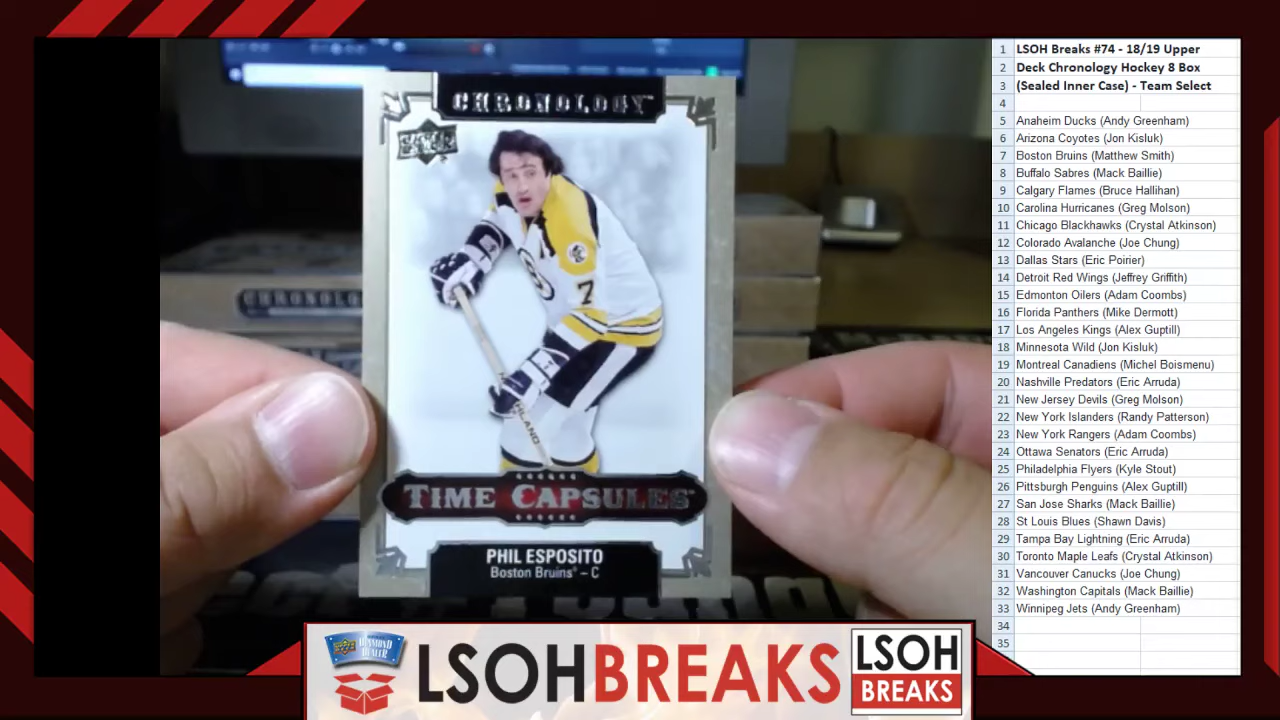 CHRONOLOGY
UPPER DECK
7
TIME CAPSULES
PHIL ESPOSITO
Boston Bruins® – C
CHRONOLO
1 LSOH Breaks #74 - 18/19 Upper
2 Deck Chronology Hockey 8 Box
3 (Sealed Inner Case) - Team Select
4
5 Anaheim Ducks (Andy Greenham)
6 Arizona Coyotes (Jon Kisluk)
7 Boston Bruins (Matthew Smith)
8 Buffalo Sabres (Mack Baillie)
9 Calgary Flames (Bruce Hallihan)
10 Carolina Hurricanes (Greg Molson)
11 Chicago Blackhawks (Crystal Atkinson)
12 Colorado Avalanche (Joe Chung)
13 Dallas Stars (Eric Poirier)
14 Detroit Red Wings (Jeffrey Griffith)
15 Edmonton Oilers (Adam Coombs)
16 Florida Panthers (Mike Dermott)
17 Los Angeles Kings (Alex Guptill)
18 Minnesota Wild (Jon Kisluk)
19 Montreal Canadiens (Michel Boismenu)
20 Nashville Predators (Eric Arruda)
21 New Jersey Devils (Greg Molson)
22 New York Islanders (Randy Patterson)
23 New York Rangers (Adam Coombs)
24 Ottawa Senators (Eric Arruda)
25 Philadelphia Flyers (Kyle Stout)
26 Pittsburgh Penguins (Alex Guptill)
27 San Jose Sharks (Mack Baillie)
28 St Louis Blues (Shawn Davis)
29 Tampa Bay Lightning (Eric Arruda)
30 Toronto Maple Leafs (Crystal Atkinson)
31 Vancouver Canucks (Joe Chung)
32 Washington Capitals (Mack Baillie)
33 Winnipeg Jets (Andy Greenham)
34
35
UPPER DECK DIAMOND DEALER
LSOHBREAKS
LSOH
BREAKS